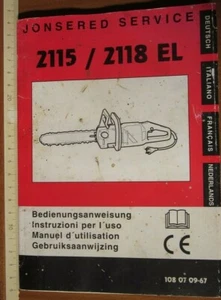 JONSERED SERVICE
2115 / 2118 EL
DEUTSCH
ITALIANO
FRANÇAIS
NEDERLANDS
Bedienungsanweisung
Instruzioni per l'uso
Manuel d'utilisation
Gebruiksaanwijzing
CE
108 07 09-67